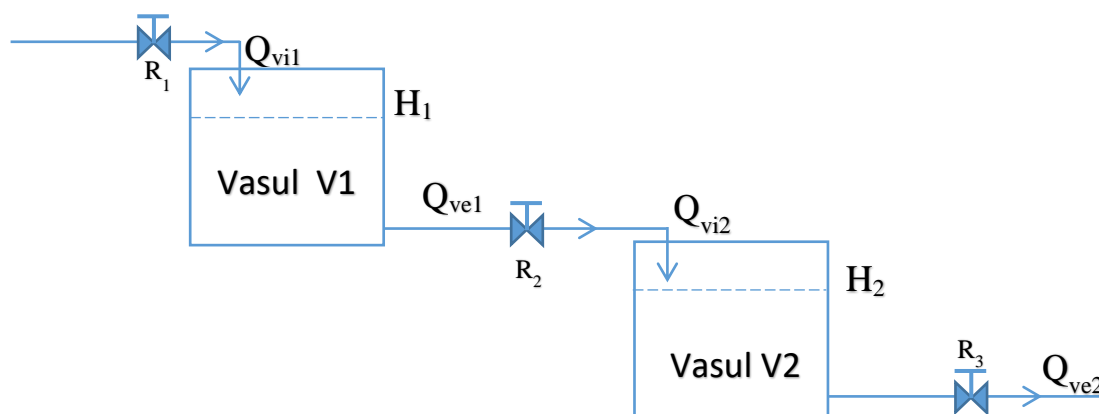 Qvi1
R1
H1
Vasul V1
Qve1
Qvi2
R2
H2
Vasul V2
R3
Qve2